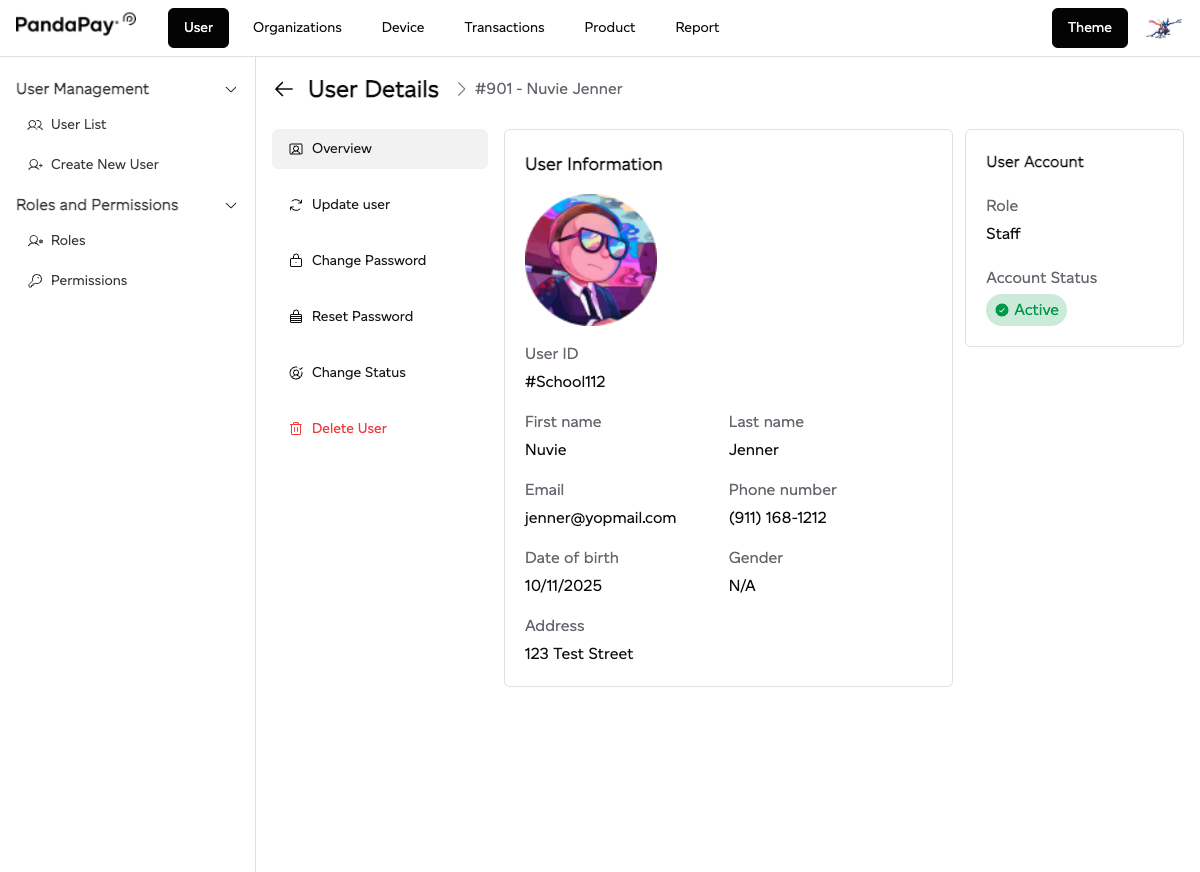 PandaPay
User
Organizations
Device
Transactions
Product
Report
Theme
User Management
User List
Create New User
Roles and Permissions
Roles
Permissions
User Details
#901 - Nuvie Jenner
Overview
Update user
Change Password
Reset Password
Change Status
Delete User
User Information
User ID
#School112
First name
Last name
Nuvie
Jenner
Email
Phone number
jenner@yopmail.com
(911) 168-1212
Date of birth
Gender
10/11/2025
N/A
Address
123 Test Street
User Account
Role
Staff
Account Status
Active